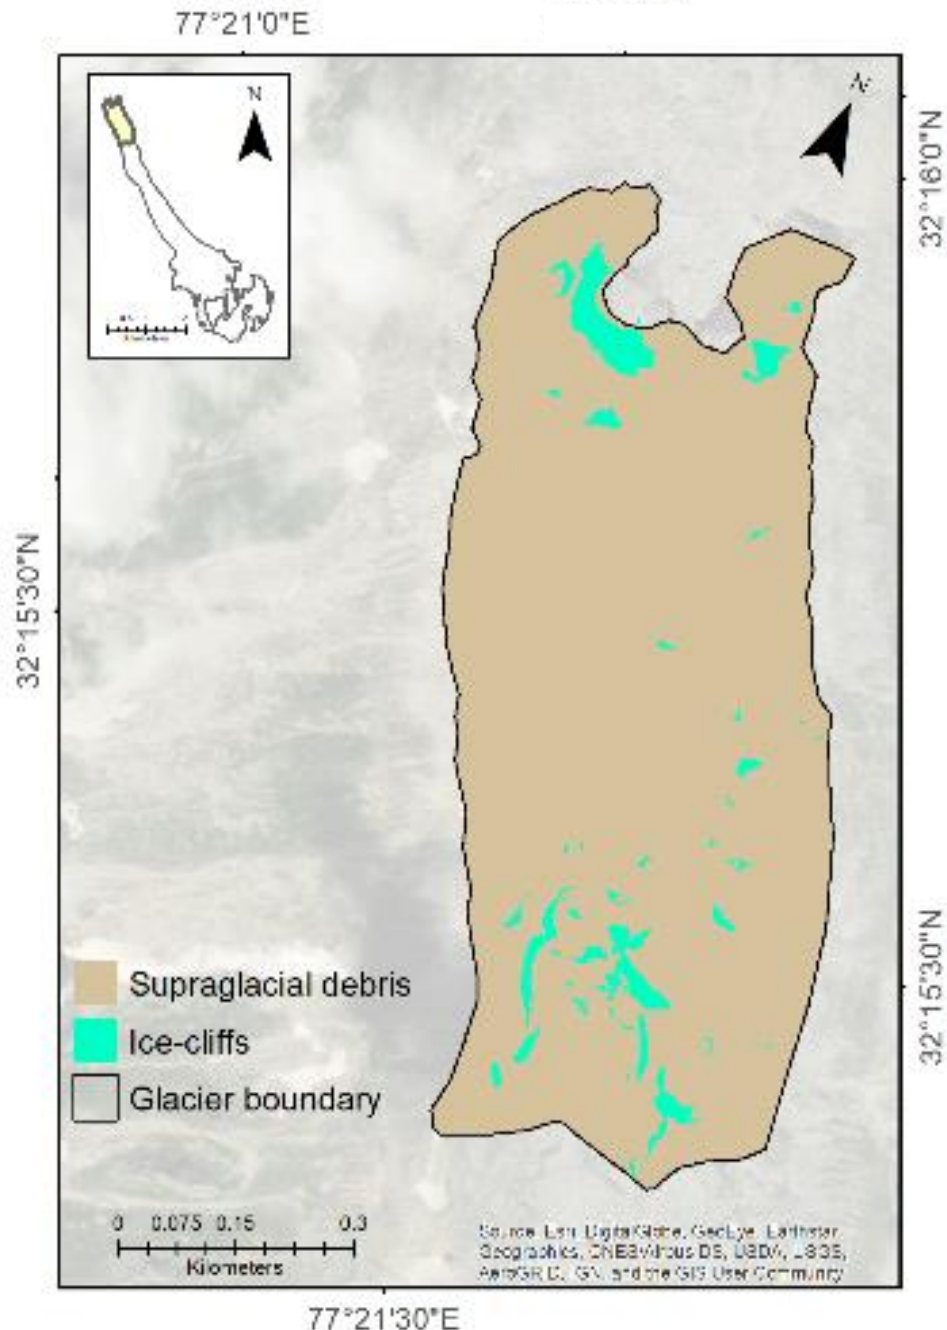 77°21'0"E
N
N
32°16'0"N
32°15'30"N
32°15'30"N
Supraglacial debris
Ice-cliffs
Glacier boundary
0 0.075 0.15 0.3
Kilometers
Source: Esri, DigitalGlobe, GeoEye, Earthstar
Geographics, CNES/Airbus DS, USDA, USGS,
AeroGRID, IGN, and the GIS User Community
77°21'30"E